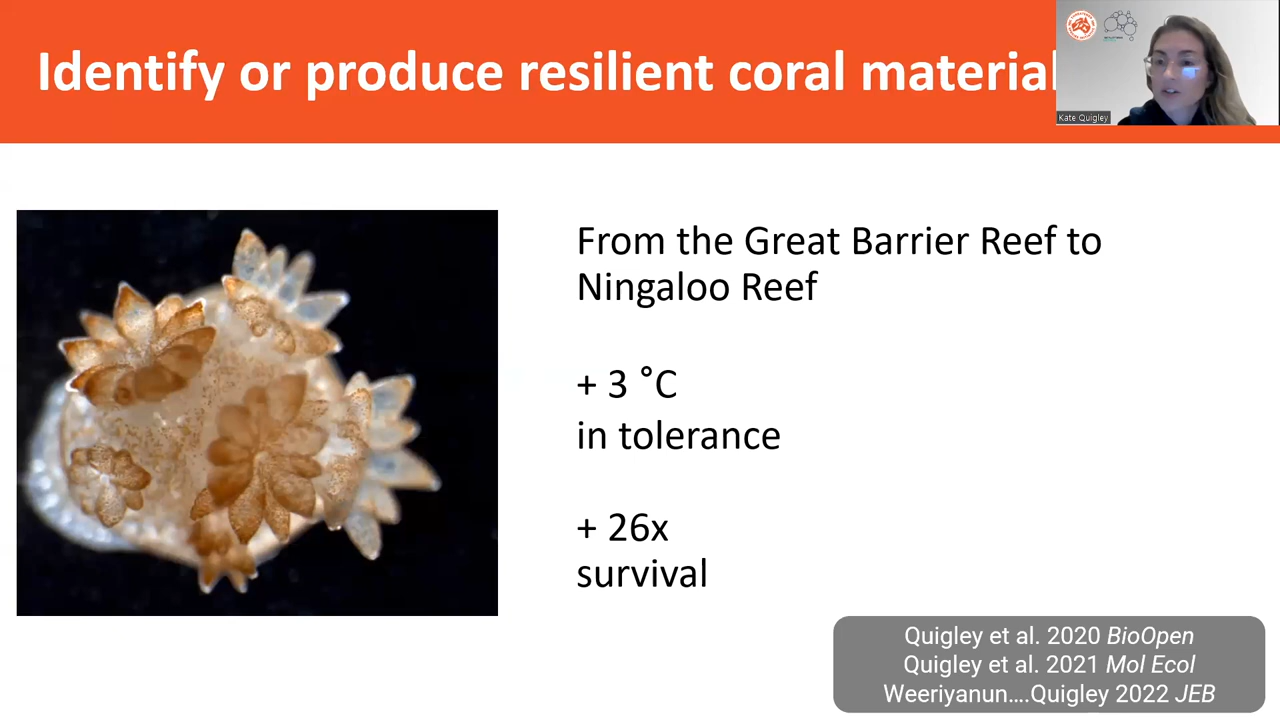 Identify or produce resilient coral material
Kate Quigley
From the Great Barrier Reef to
Ningaloo Reef
+ 3 ˚C
in tolerance
+ 26x
survival
Quigley et al. 2020 BioOpen
Quigley et al. 2021 Mol Ecol
Weeriyanun....Quigley 2022 JEB